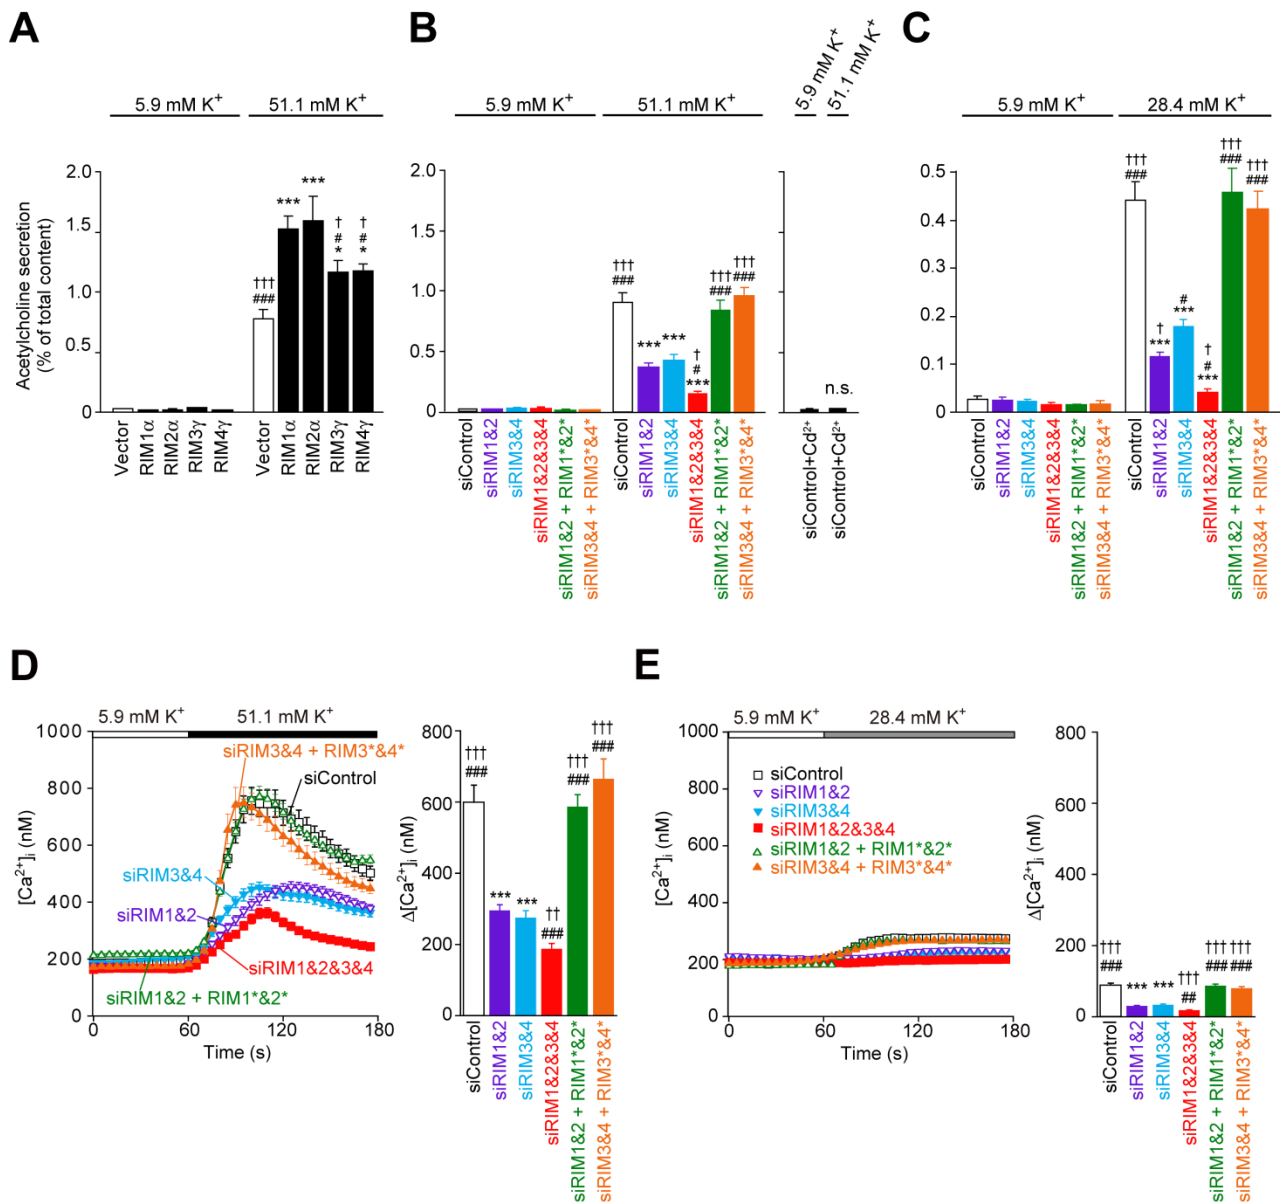 A
5.9 mM K+
51.1 mM K+
Acetylcholine secretion
(% of total content)
2.0
1.5
1.0
0.5
0
†††
###
***
***
†
#
*
†
#
*
Vector
RIM1α
RIM2α
RIM3γ
RIM4γ
Vector
RIM1α
RIM2α
RIM3γ
RIM4γ
B
5.9 mM K+
51.1 mM K+
5.9 mM K+
51.1 mM K+
2.0
1.5
1.0
0.5
0
†††
###
***
***
†
#
***
†††
###
†††
###
n.s.
siControl
siRIM1&2
siRIM3&4
siRIM1&2&3&4
siRIM1&2 + RIM1*&2*
siRIM3&4 + RIM3*&4*
siControl
siRIM1&2
siRIM3&4
siRIM1&2&3&4
siRIM1&2 + RIM1*&2*
siRIM3&4 + RIM3*&4*
siControl+Cd2+
siControl+Cd2+
C
5.9 mM K+
28.4 mM K+
0.5
0.4
0.3
0.2
0.1
0
†††
###
†
***
#
***
†
#
***
†††
###
†††
###
siControl
siRIM1&2
siRIM3&4
siRIM1&2&3&4
siRIM1&2 + RIM1*&2*
siRIM3&4 + RIM3*&4*
siControl
siRIM1&2
siRIM3&4
siRIM1&2&3&4
siRIM1&2 + RIM1*&2*
siRIM3&4 + RIM3*&4*
D
5.9 mM K+
51.1 mM K+
[Ca2+]i (nM)
1000
800
600
400
200
0
siRIM3&4 + RIM3*&4*
siControl
siRIM3&4
siRIM1&2
siRIM1&2&3&4
siRIM1&2 + RIM1*&2*
0
60
120
180
Time (s)
Δ[Ca2+]i (nM)
800
600
400
200
0
†††
###
***
***
††
###
†††
###
†††
###
siControl
siRIM1&2
siRIM3&4
siRIM1&2&3&4
siRIM1&2 + RIM1*&2*
siRIM3&4 + RIM3*&4*
E
5.9 mM K+
28.4 mM K+
[Ca2+]i (nM)
1000
800
600
400
200
0
siControl
siRIM1&2
siRIM3&4
siRIM1&2&3&4
siRIM1&2 + RIM1*&2*
siRIM3&4 + RIM3*&4*
0
60
120
180
Time (s)
Δ[Ca2+]i (nM)
800
600
400
200
0
†††
###
***
***
†††
##
†††
###
†††
###
siControl
siRIM1&2
siRIM3&4
siRIM1&2&3&4
siRIM1&2 + RIM1*&2*
siRIM3&4 + RIM3*&4*